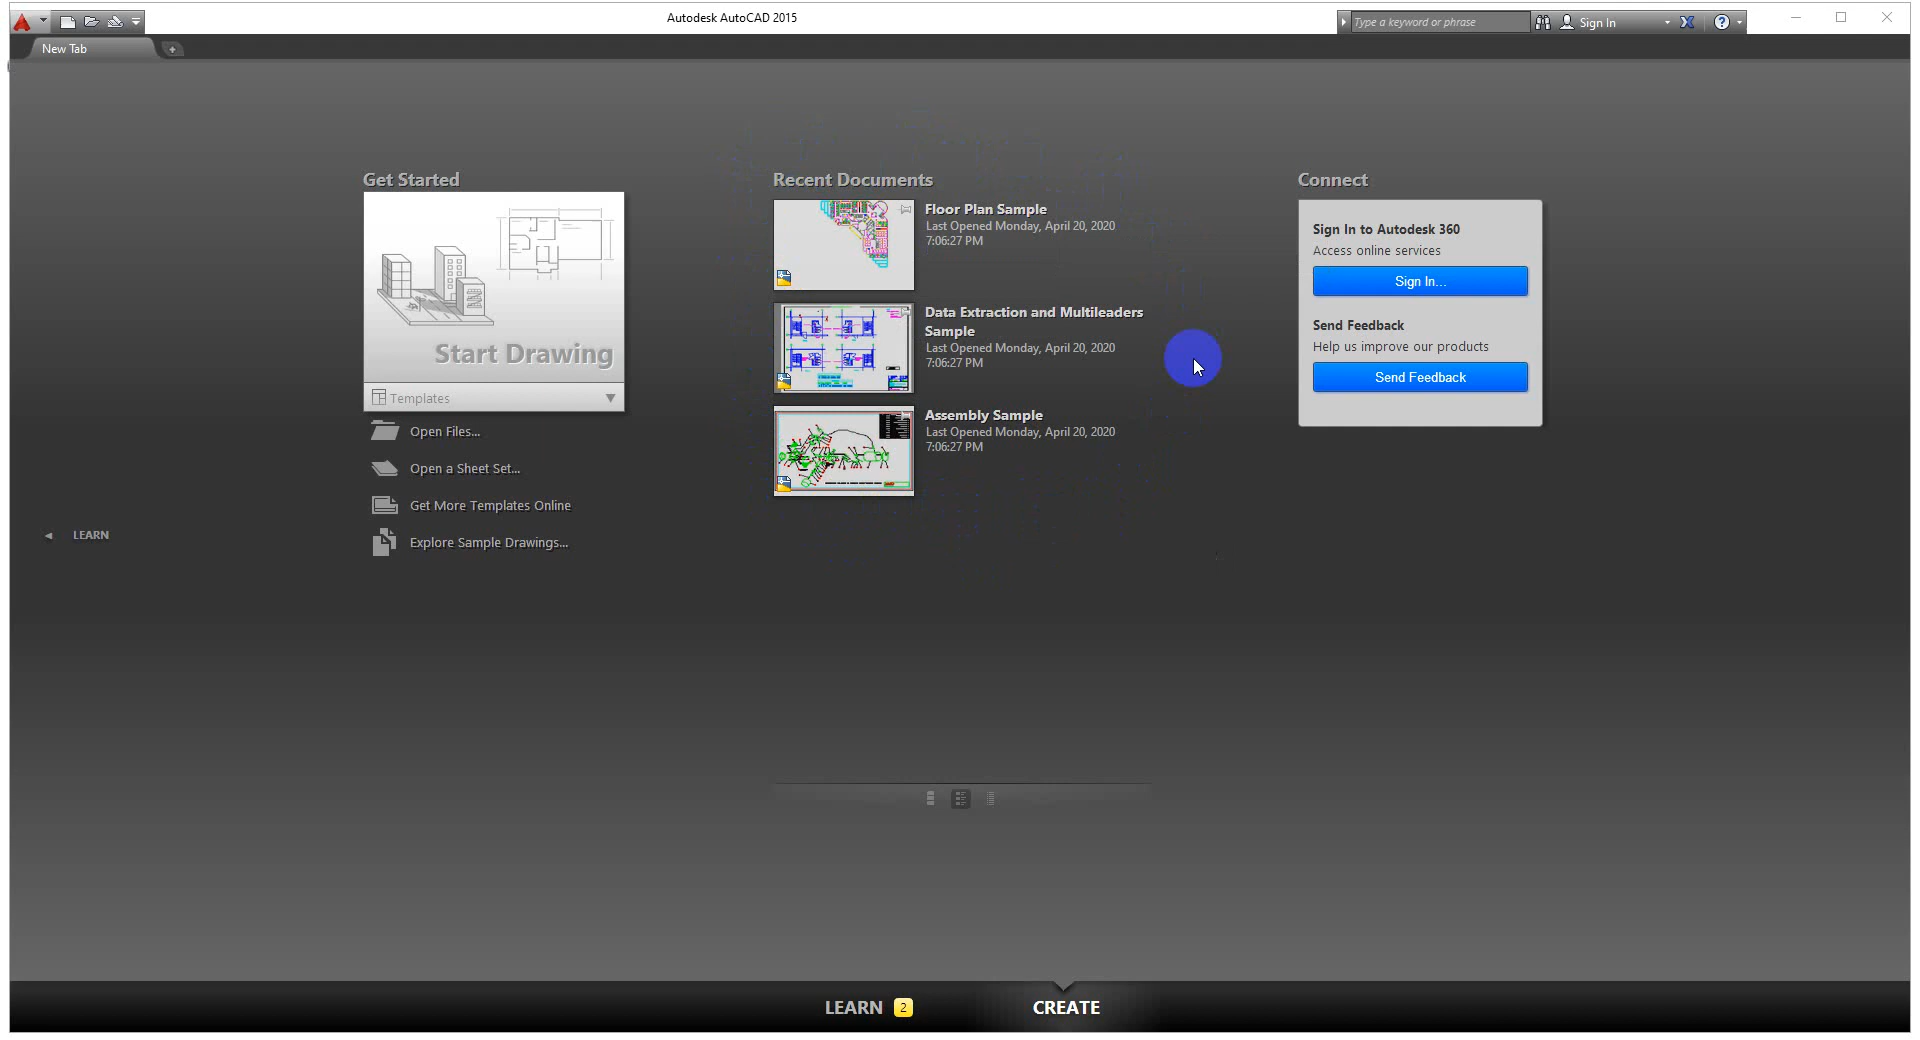 Autodesk AutoCAD 2015
Type a keyword or phrase
Sign In
New Tab
Get Started
Start Drawing
Templates
Open Files...
Open a Sheet Set...
Get More Templates Online
Explore Sample Drawings...
LEARN
Recent Documents
Floor Plan Sample
Last Opened Monday, April 20, 2020
7:06:27 PM
Data Extraction and Multileaders
Sample
Last Opened Monday, April 20, 2020
7:06:27 PM
Assembly Sample
Last Opened Monday, April 20, 2020
7:06:27 PM
Connect
Sign In to Autodesk 360
Access online services
Sign In...
Send Feedback
Help us improve our products
Send Feedback
LEARN 2
CREATE